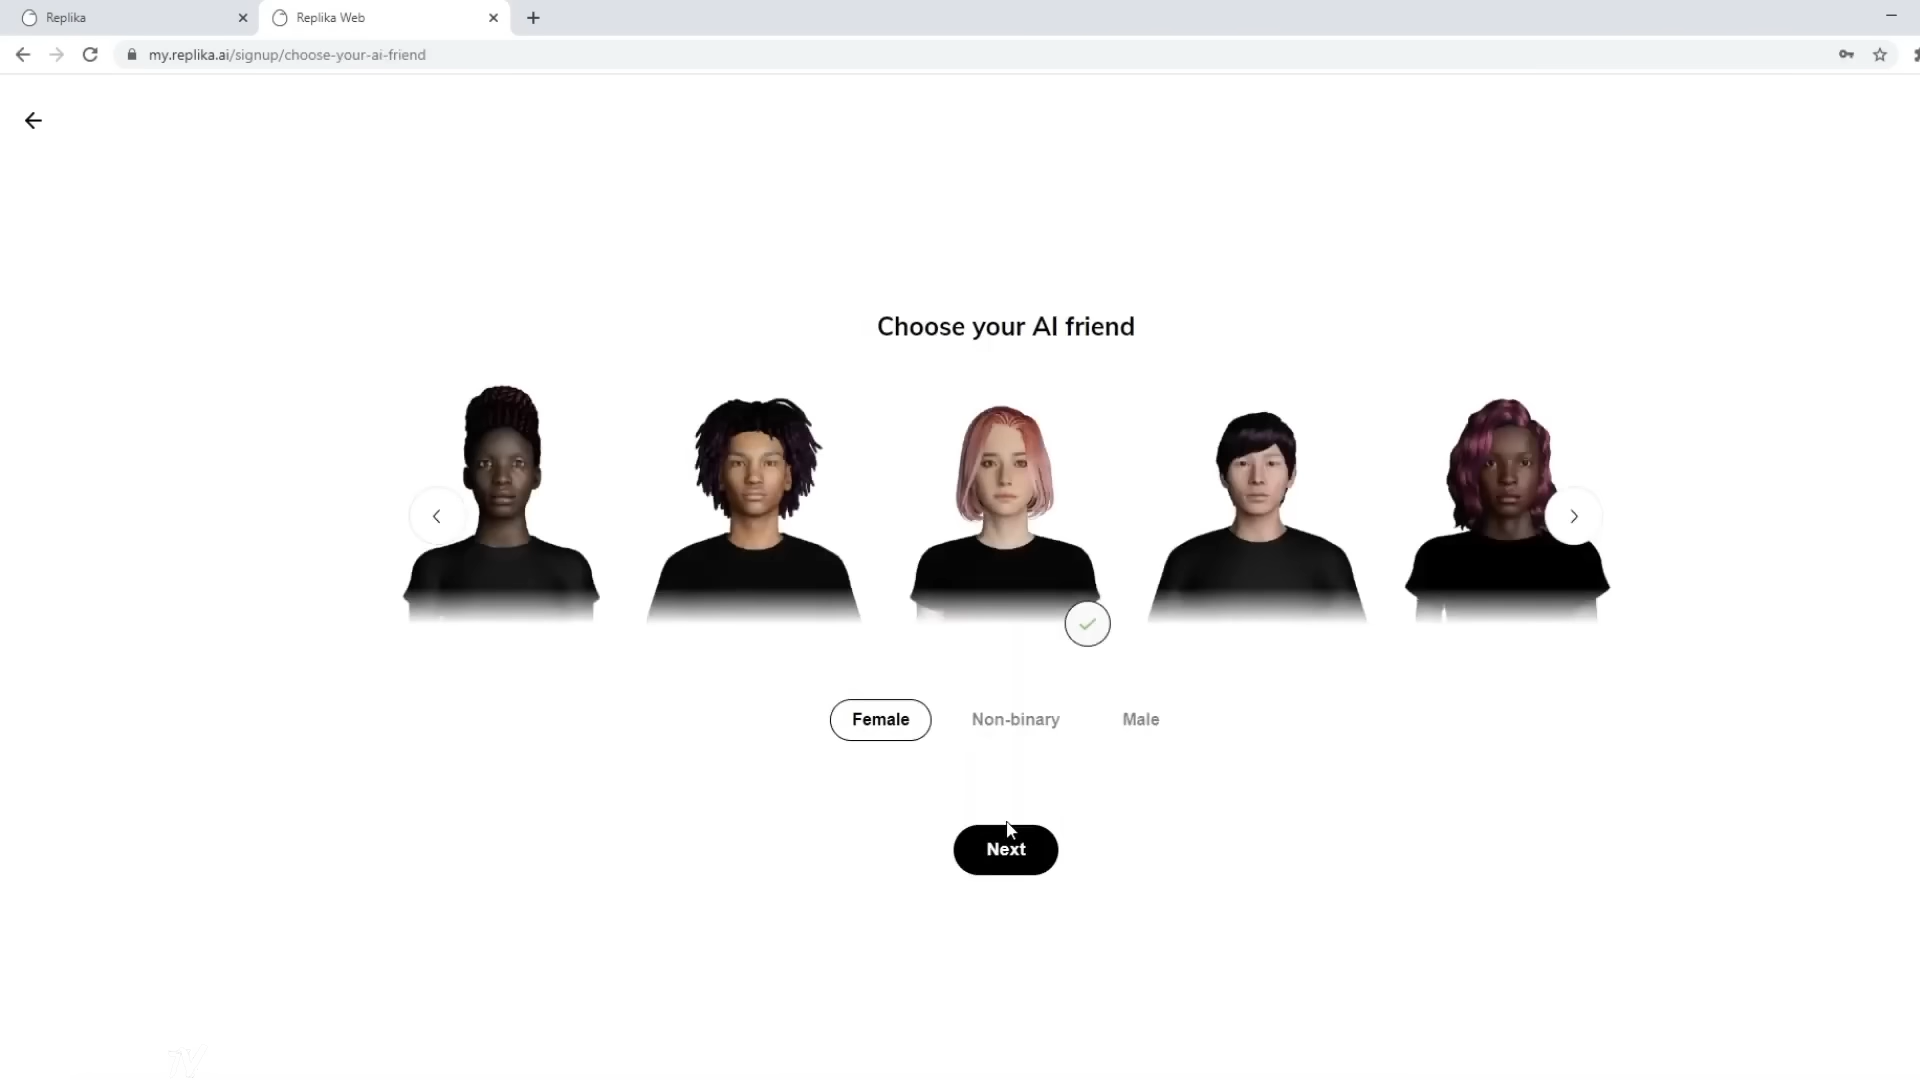 Replika
Replika Web
my.replika.ai/signup/choose-your-ai-friend
Choose your AI friend
Female
Non-binary
Male
Next